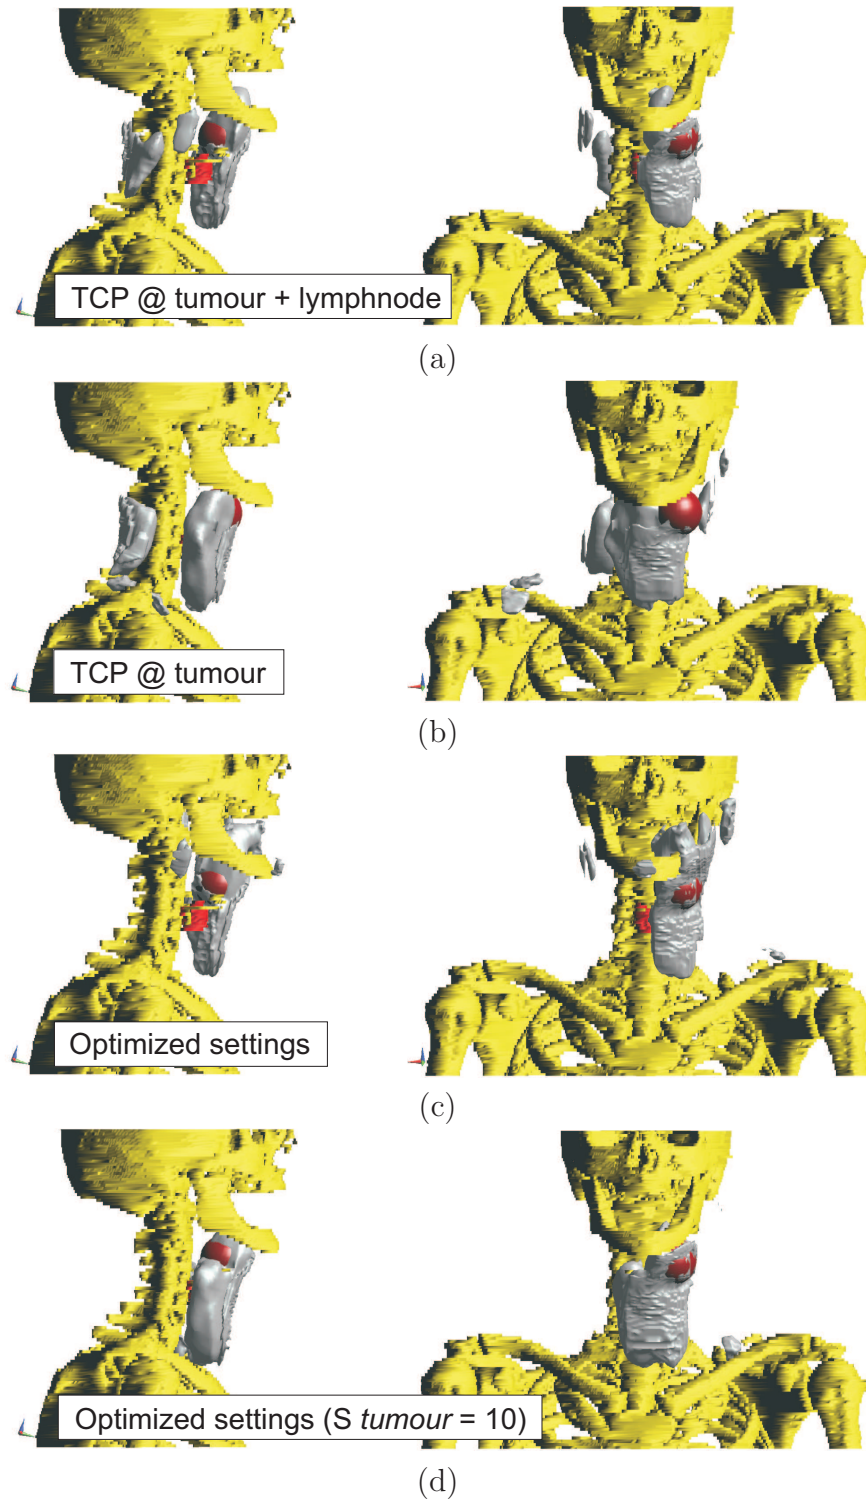 TCP @ tumour + lymphnode
(a)
TCP @ tumour
(b)
Optimized settings
(c)
Optimized settings (S tumour = 10)
(d)